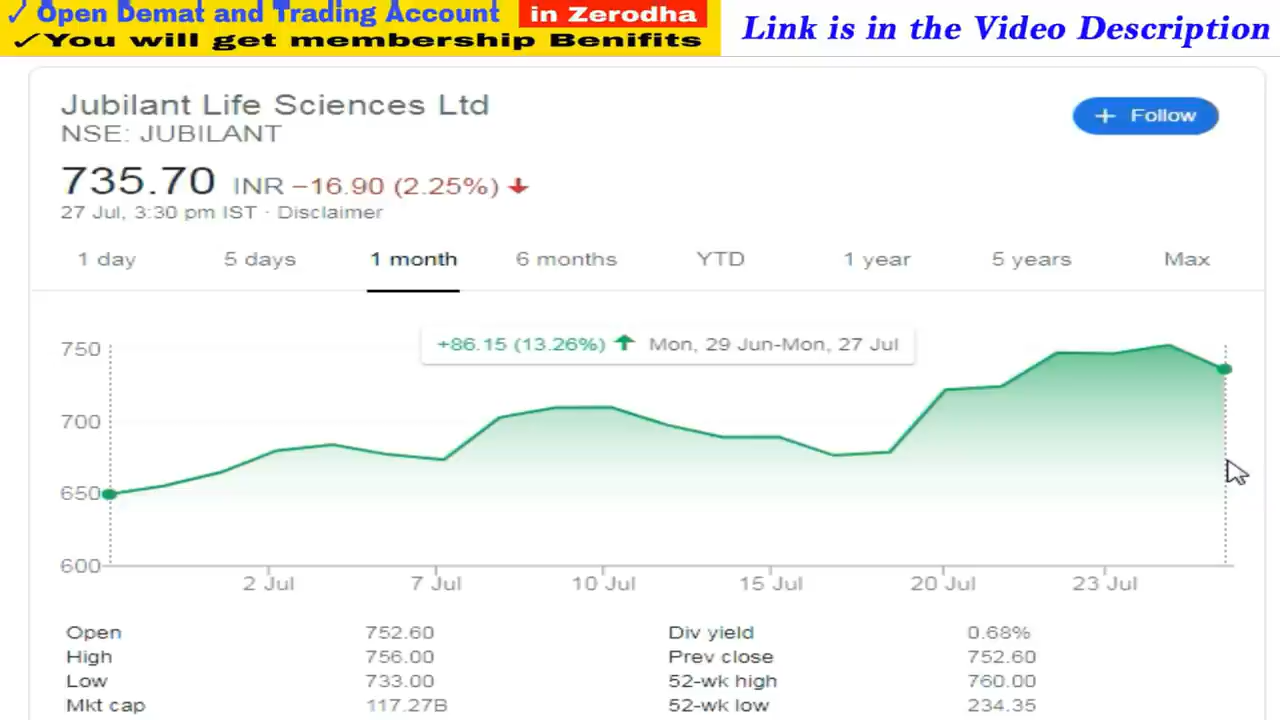 ✓ Open Demat and Trading Account in Zerodha
✓You will get membership Benifits
Link is in the Video Description
Jubilant Life Sciences Ltd
NSE: JUBILANT
+ Follow
735.70 INR −16.90 (2.25%) ↓
27 Jul, 3:30 pm IST · Disclaimer
1 day 5 days 1 month 6 months YTD 1 year 5 years Max
+86.15 (13.26%) ↑ Mon, 29 Jun-Mon, 27 Jul
750
700
650
600
2 Jul 7 Jul 10 Jul 15 Jul 20 Jul 23 Jul
Open 752.60 Div yield 0.68%
High 756.00 Prev close 752.60
Low 733.00 52-wk high 760.00
Mkt cap 117.27B 52-wk low 234.35